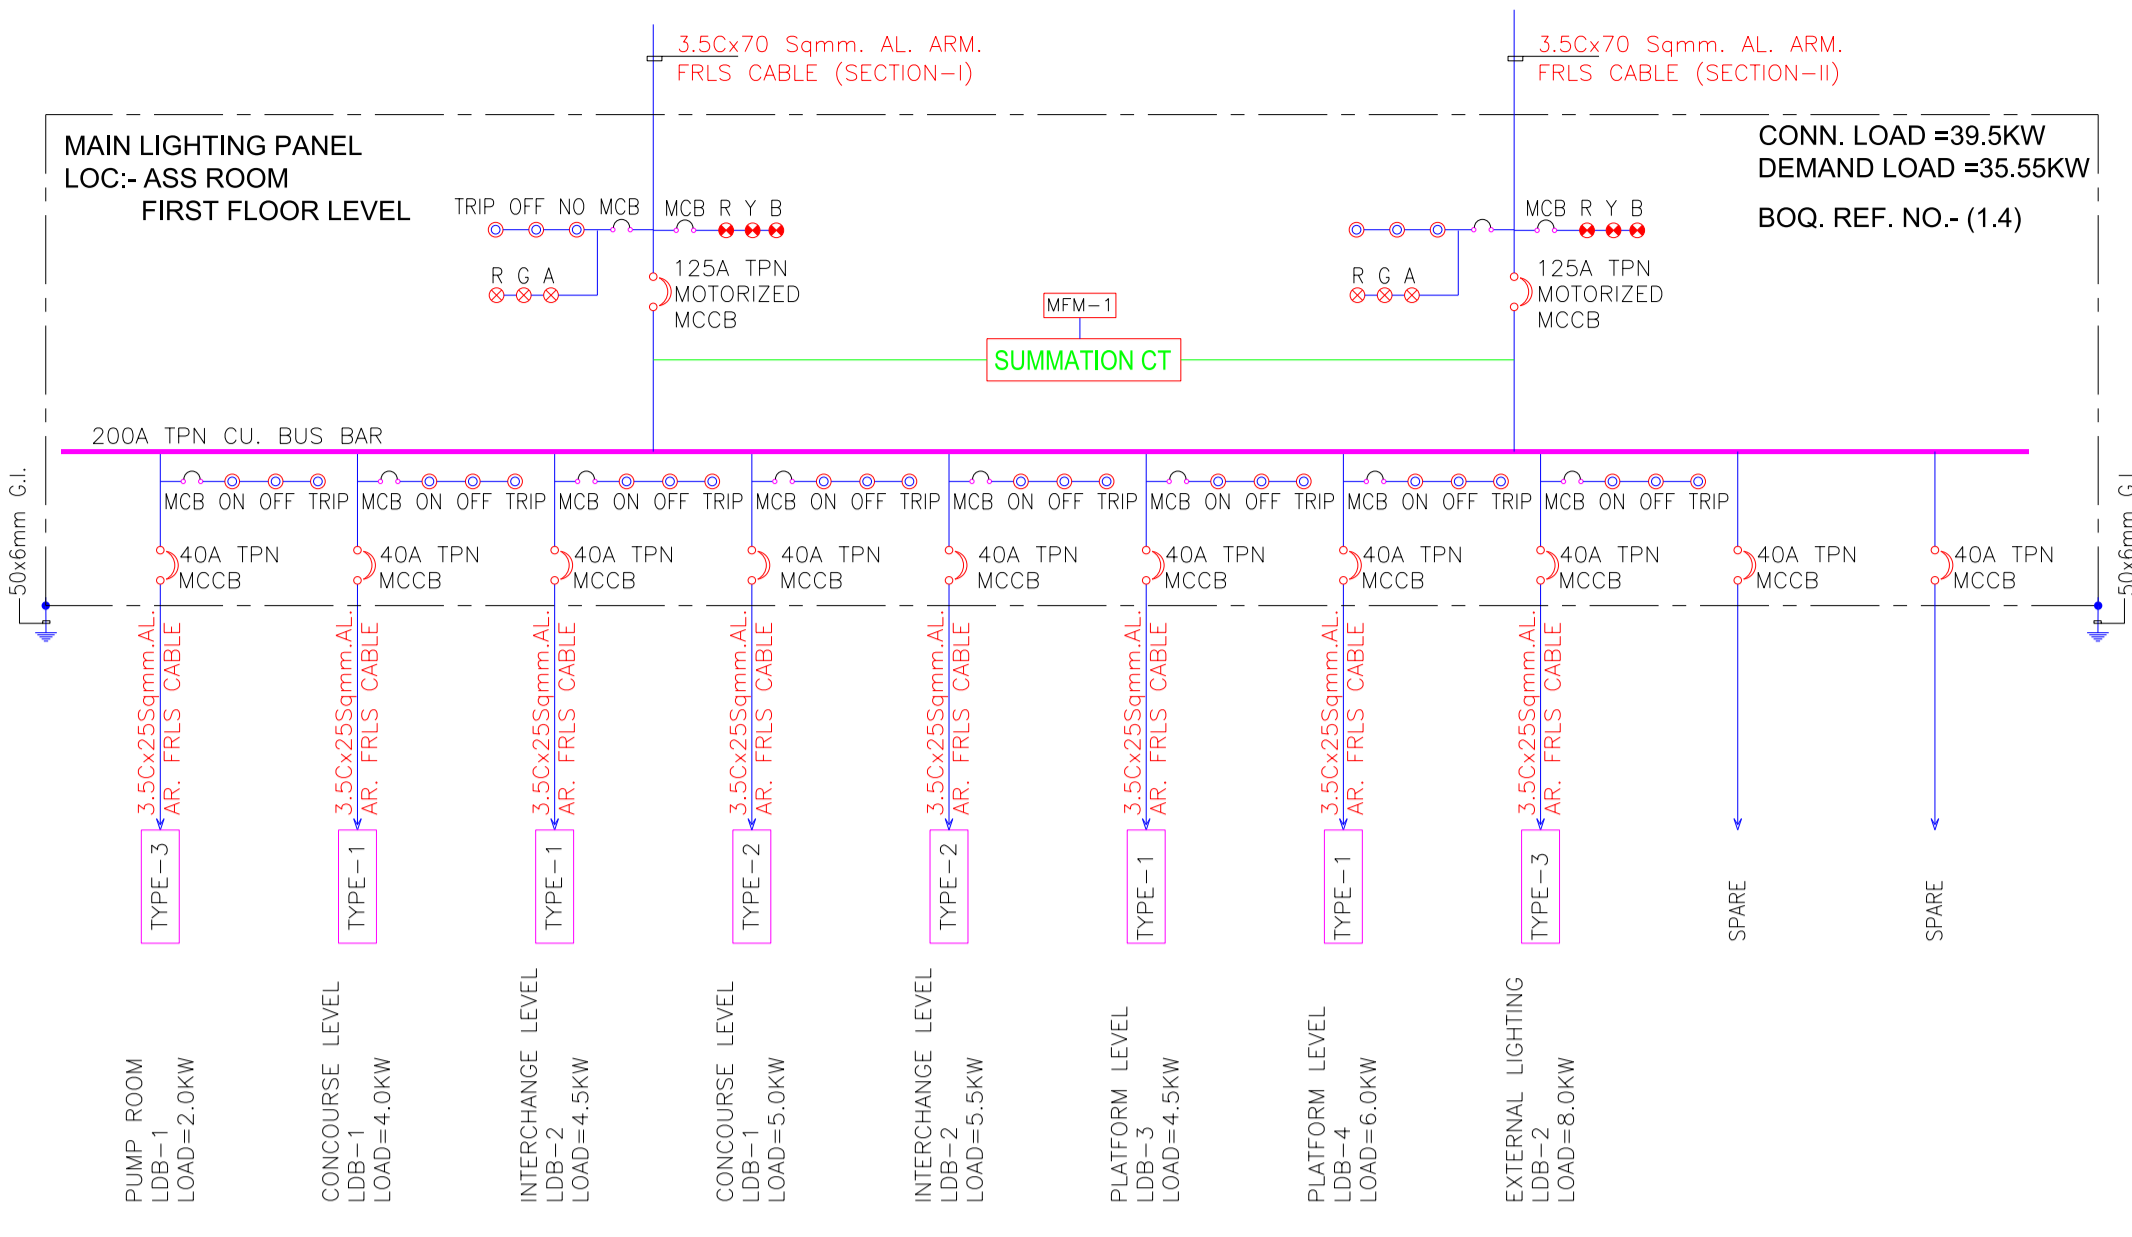 3.5Cx70 Sqmm. AL. ARM.
FRLS CABLE (SECTION-I)
3.5Cx70 Sqmm. AL. ARM.
FRLS CABLE (SECTION-II)
MAIN LIGHTING PANEL
LOC:- ASS ROOM
FIRST FLOOR LEVEL
CONN. LOAD =39.5KW
DEMAND LOAD =35.55KW
BOQ. REF. NO.- (1.4)
TRIP OFF NO MCB
MCB R Y B
R G A
125A TPN
MOTORIZED
MCCB
MCB R Y B
R G A
125A TPN
MOTORIZED
MCCB
MFM-1
SUMMATION CT
200A TPN CU. BUS BAR
50x6mm G.I.
50x6mm G.I.
MCB ON OFF TRIP
MCB ON OFF TRIP
MCB ON OFF TRIP
MCB ON OFF TRIP
MCB ON OFF TRIP
MCB ON OFF TRIP
MCB ON OFF TRIP
MCB ON OFF TRIP
40A TPN
MCCB
40A TPN
MCCB
40A TPN
MCCB
40A TPN
MCCB
40A TPN
MCCB
40A TPN
MCCB
40A TPN
MCCB
40A TPN
MCCB
40A TPN
MCCB
40A TPN
MCCB
3.5Cx25Sqmm.AL.
AR. FRLS CABLE
3.5Cx25Sqmm.AL.
AR. FRLS CABLE
3.5Cx25Sqmm.AL.
AR. FRLS CABLE
3.5Cx25Sqmm.AL.
AR. FRLS CABLE
3.5Cx25Sqmm.AL.
AR. FRLS CABLE
3.5Cx25Sqmm.AL.
AR. FRLS CABLE
3.5Cx25Sqmm.AL.
AR. FRLS CABLE
3.5Cx25Sqmm.AL.
AR. FRLS CABLE
TYPE-3
TYPE-1
TYPE-1
TYPE-2
TYPE-2
TYPE-1
TYPE-1
TYPE-3
SPARE
SPARE
PUMP ROOM
LDB-1
LOAD=2.0KW
CONCOURSE LEVEL
LDB-1
LOAD=4.0KW
INTERCHANGE LEVEL
LDB-2
LOAD=4.5KW
CONCOURSE LEVEL
LDB-1
LOAD=5.0KW
INTERCHANGE LEVEL
LDB-2
LOAD=5.5KW
PLATFORM LEVEL
LDB-3
LOAD=4.5KW
PLATFORM LEVEL
LDB-4
LOAD=6.0KW
EXTERNAL LIGHTING
LDB-2
LOAD=8.0KW